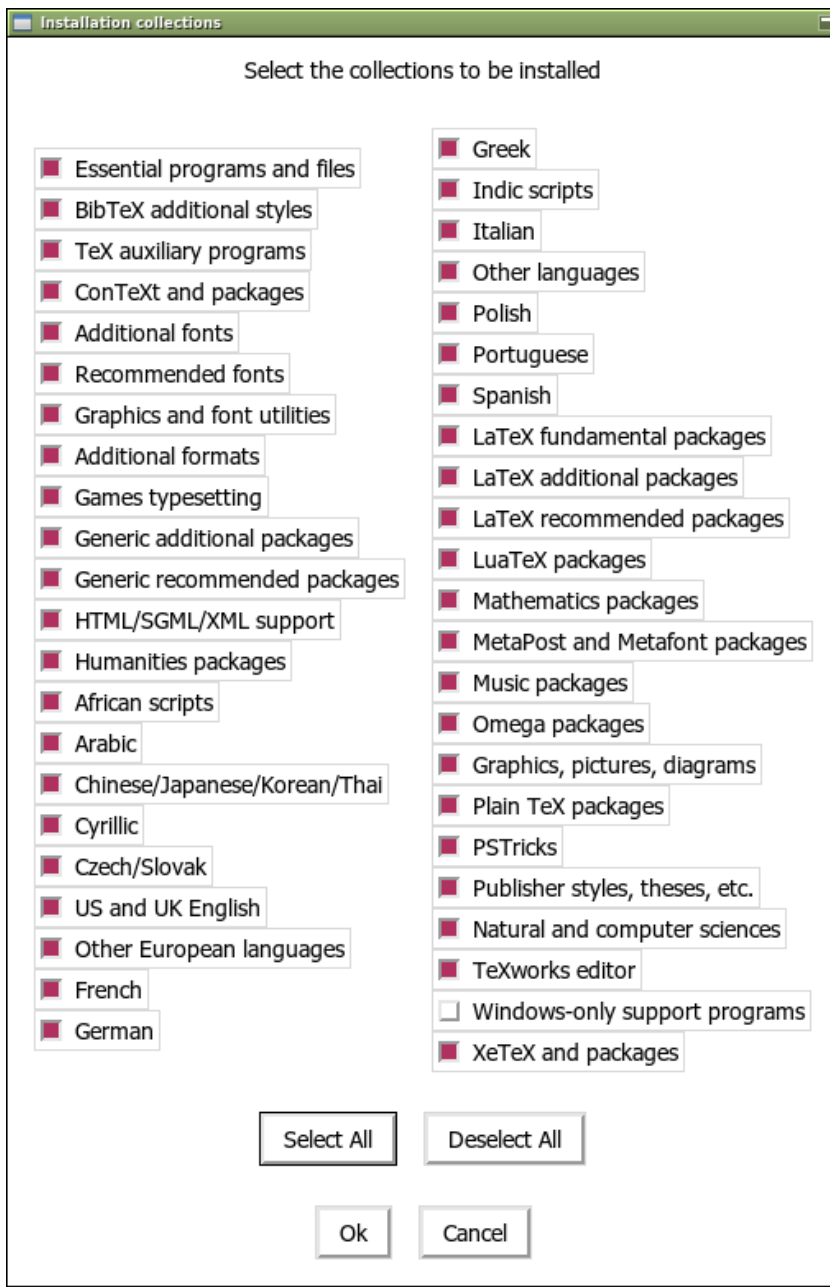 Installation collections
Select the collections to be installed
Essential programs and files
BibTeX additional styles
TeX auxiliary programs
ConTeXt and packages
Additional fonts
Recommended fonts
Graphics and font utilities
Additional formats
Games typesetting
Generic additional packages
Generic recommended packages
HTML/SGML/XML support
Humanities packages
African scripts
Arabic
Chinese/Japanese/Korean/Thai
Cyrillic
Czech/Slovak
US and UK English
Other European languages
French
German
Greek
Indic scripts
Italian
Other languages
Polish
Portuguese
Spanish
LaTeX fundamental packages
LaTeX additional packages
LaTeX recommended packages
LuaTeX packages
Mathematics packages
MetaPost and Metafont packages
Music packages
Omega packages
Graphics, pictures, diagrams
Plain TeX packages
PSTricks
Publisher styles, theses, etc.
Natural and computer sciences
TeXworks editor
Windows-only support programs
XeTeX and packages
Select All
Deselect All
Ok
Cancel